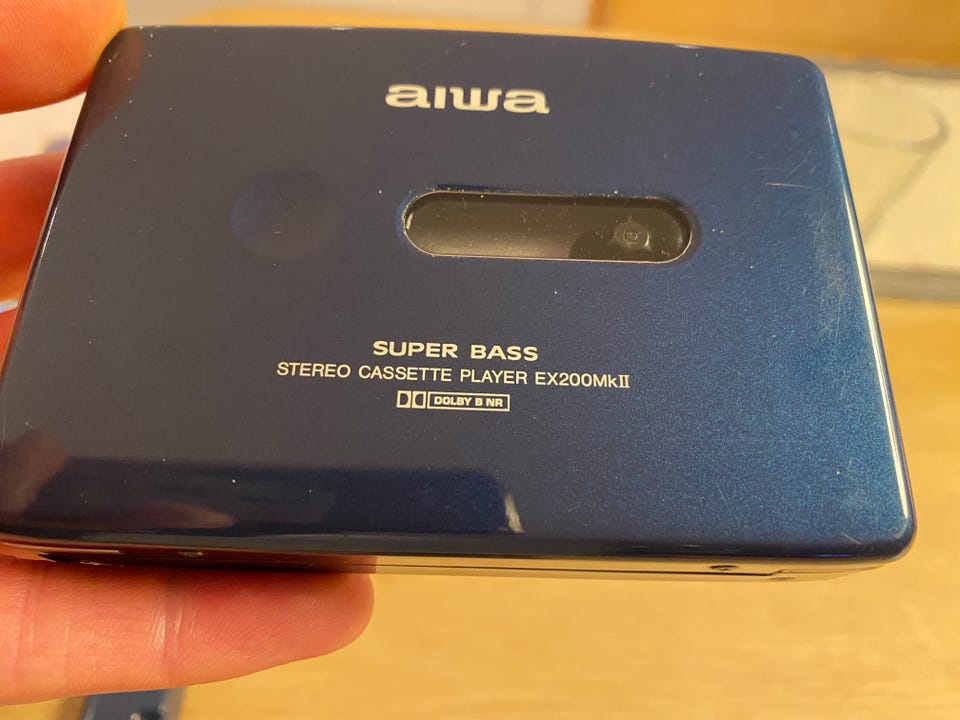 aiwa
SUPER BASS
STEREO CASSETTE PLAYER EX200MkII
DOLBY B NR